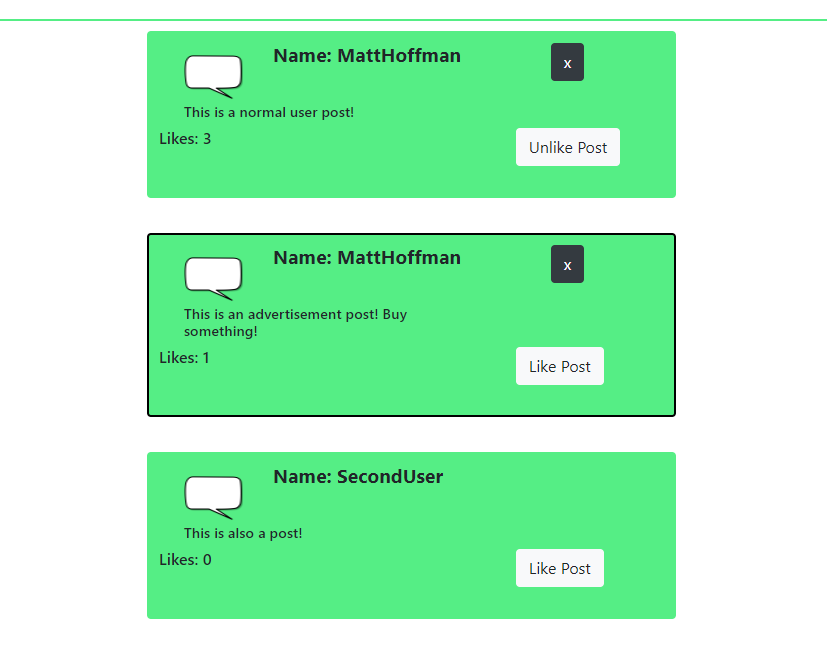 Name: MattHoffman
x
This is a normal user post!
Likes: 3
Unlike Post
Name: MattHoffman
x
This is an advertisement post! Buy
something!
Likes: 1
Like Post
Name: SecondUser
This is also a post!
Likes: 0
Like Post